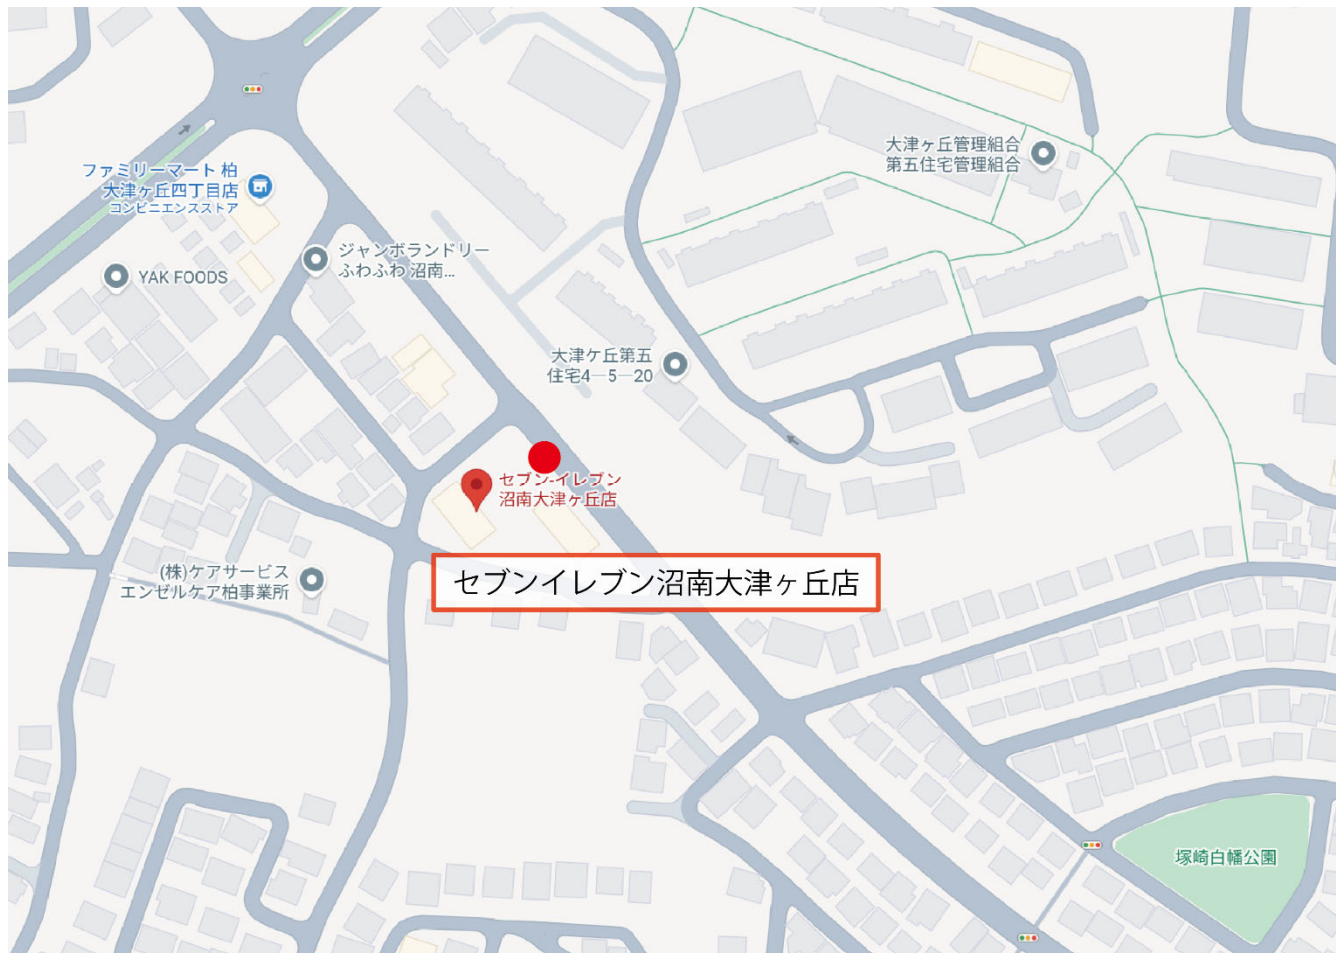 大津ヶ丘管理組合
第五住宅管理組合
ファミリーマート 柏
大津ヶ丘四丁目店
コンビニエンスストア
ジャンボランドリー
ふわふわ 沼南...
YAK FOODS
大津ケ丘第五
住宅4―5―20
セブン-イレブン
沼南大津ヶ丘店
セブンイレブン沼南大津ヶ丘店
(株)ケアサービス
エンゼルケア柏事業所
塚崎白幡公園